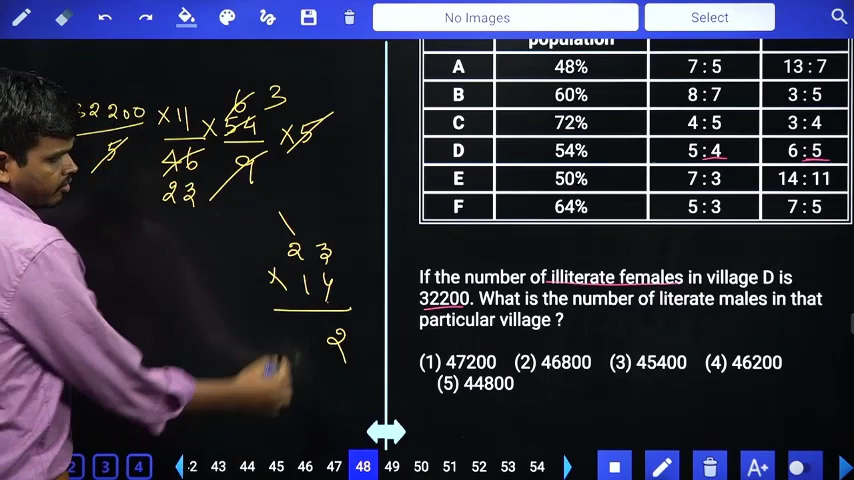 No Images
Select
population
A 48% 7 : 5 13 : 7
B 60% 8 : 7 3 : 5
C 72% 4 : 5 3 : 4
D 54% 5 : 4 6 : 5
E 50% 7 : 3 14 : 11
F 64% 5 : 3 7 : 5
32200 × 11 × 54 × 5
5 46 9
23 6 3
23
× 14
2
If the number of illiterate females in village D is
32200. What is the number of literate males in that
particular village ?
(1) 47200 (2) 46800 (3) 45400 (4) 46200
(5) 44800
2 3 4
42 43 44 45 46 47 48 49 50 51 52 53 54
A+